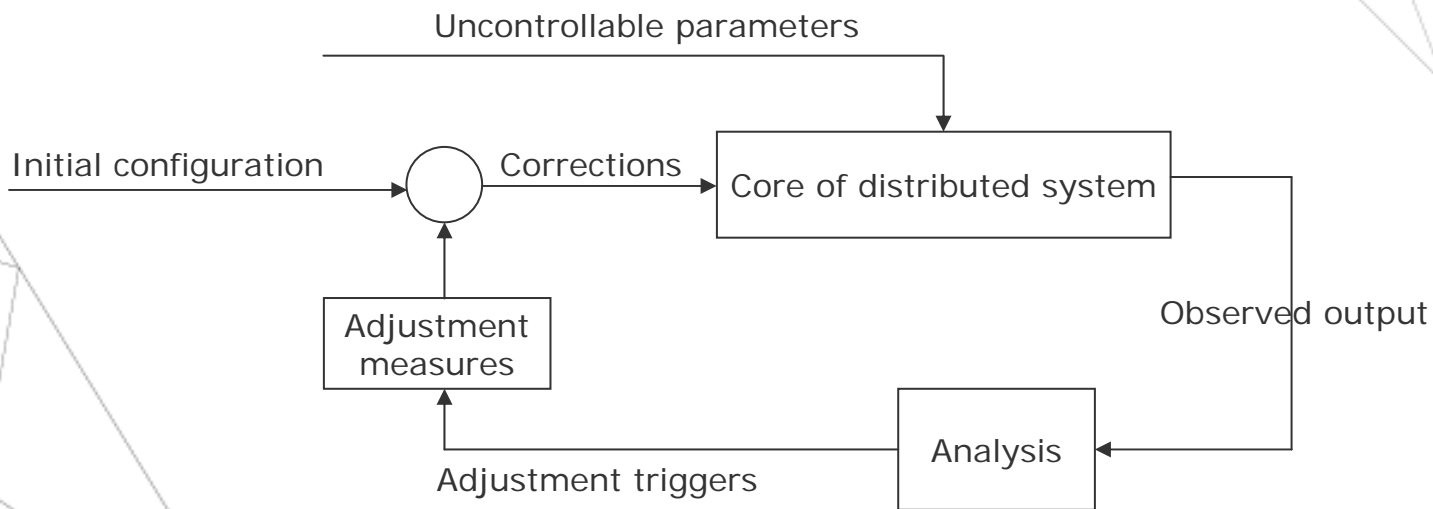 Uncontrollable parameters
Initial configuration
Corrections
Core of distributed system
Observed output
Adjustment
measures
Analysis
Adjustment triggers